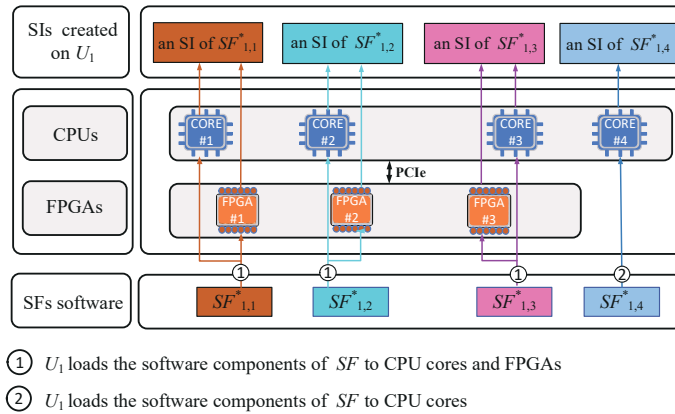 SIs created
on U₁
an SI of SF*₁,₁
an SI of SF*₁,₂
an SI of SF*₁,₃
an SI of SF*₁,₄
CPUs
CORE
#1
CORE
#2
CORE
#3
CORE
#4
PCIe
FPGAs
FPGA
#1
FPGA
#2
FPGA
#3
1
1
1
2
SFs software
SF*₁,₁
SF*₁,₂
SF*₁,₃
SF*₁,₄
1 U₁ loads the software components of SF to CPU cores and FPGAs
2 U₁ loads the software components of SF to CPU cores